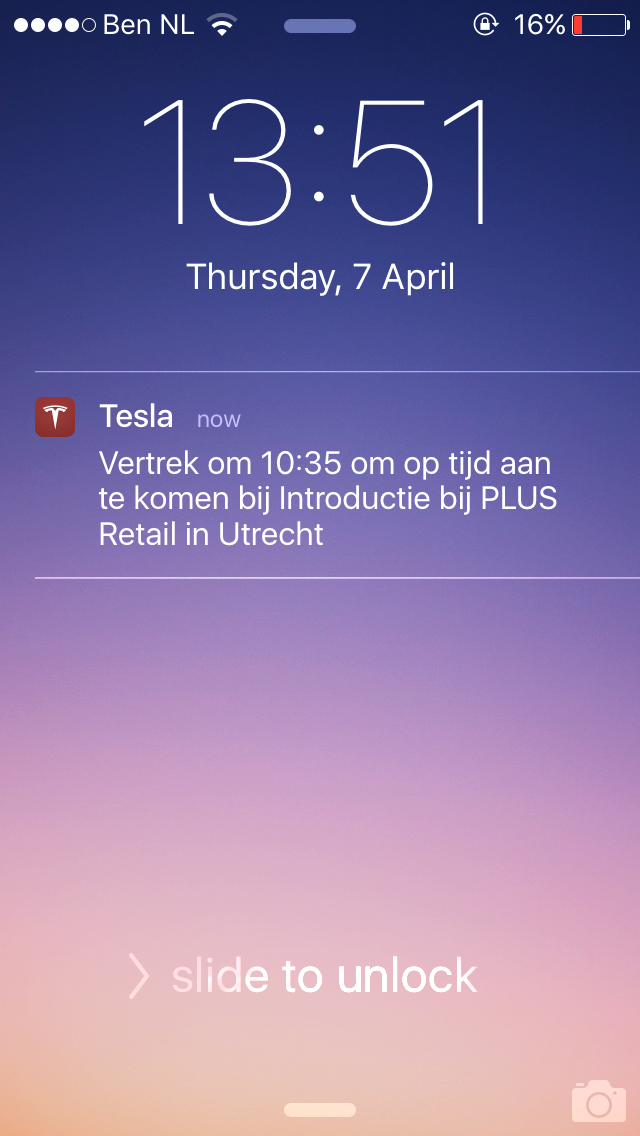 Ben NL 16%
13:51
Thursday, 7 April
Tesla now
Vertrek om 10:35 om op tijd aan
te komen bij Introductie bij PLUS
Retail in Utrecht
slide to unlock